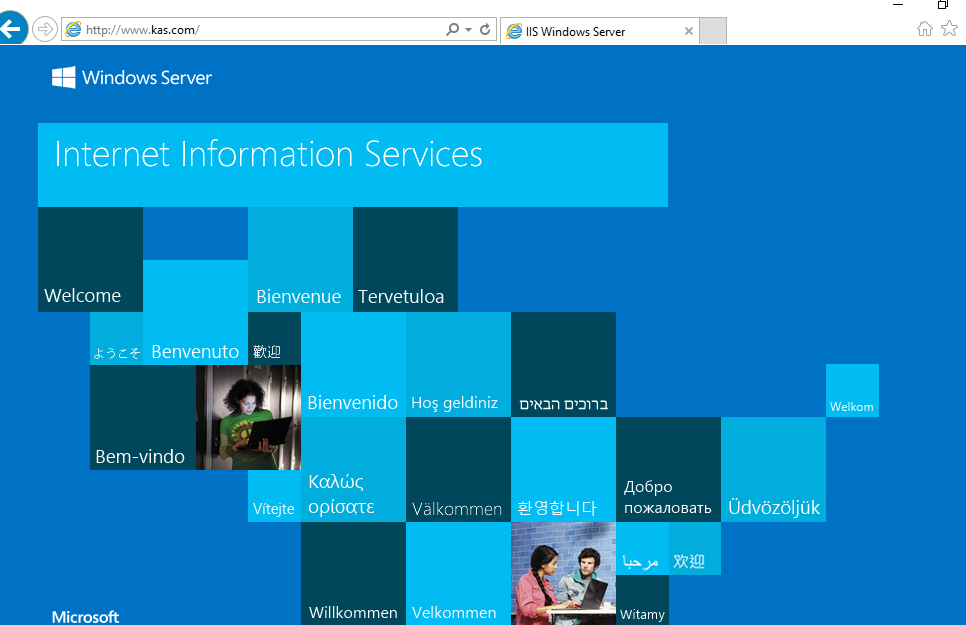 http://www.kas.com/
IIS Windows Server
Windows Server
Internet Information Services
Welcome
Bienvenue
Tervetuloa
ようこそ
Benvenuto
歡迎
Bienvenido
Hoş geldiniz
ברוכים הבאים
Welkom
Bem-vindo
Vítejte
Καλώς
ορίσατε
Välkommen
환영합니다
Добро
пожаловать
Üdvözöljük
Willkommen
Velkommen
مرحبا
欢迎
Witamy
Microsoft